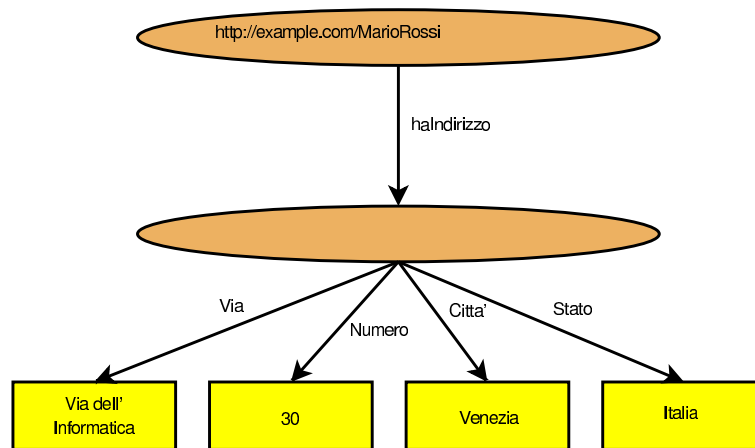 http://example.com/MarioRossi
haIndirizzo
Via
Numero
Citta'
Stato
Via dell'
Informatica
30
Venezia
Italia